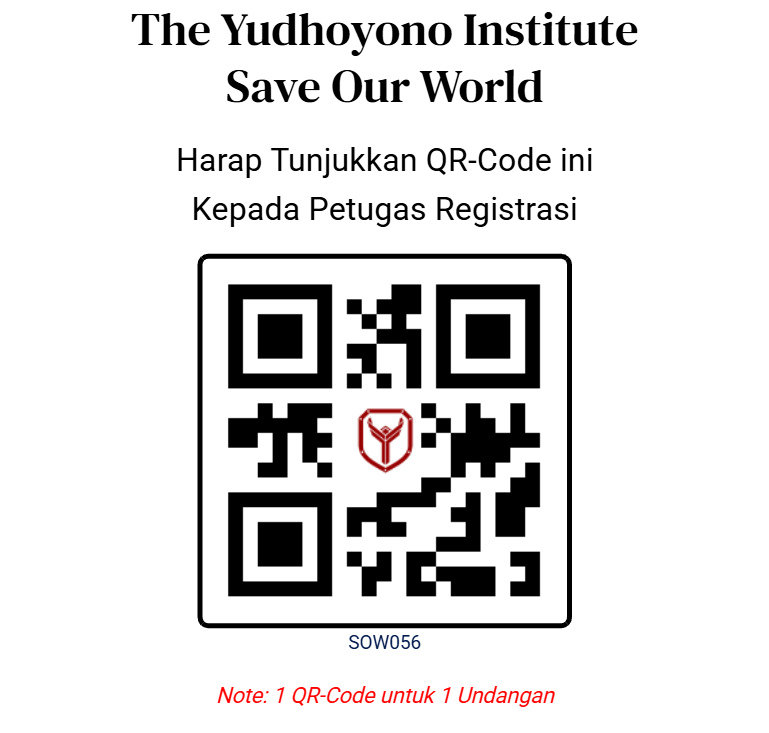 The Yudhoyono Institute
Save Our World
Harap Tunjukkan QR-Code ini
Kepada Petugas Registrasi
SOW056
Note: 1 QR-Code untuk 1 Undangan